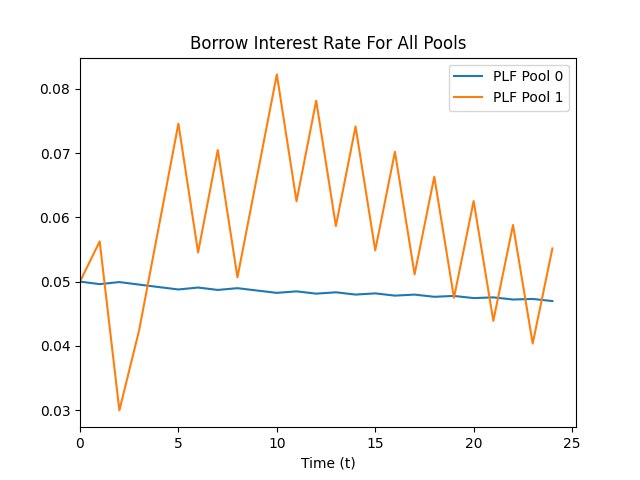 Borrow Interest Rate For All Pools
PLF Pool 0
PLF Pool 1
0.08
0.07
0.06
0.05
0.04
0.03
0 5 10 15 20 25
Time (t)